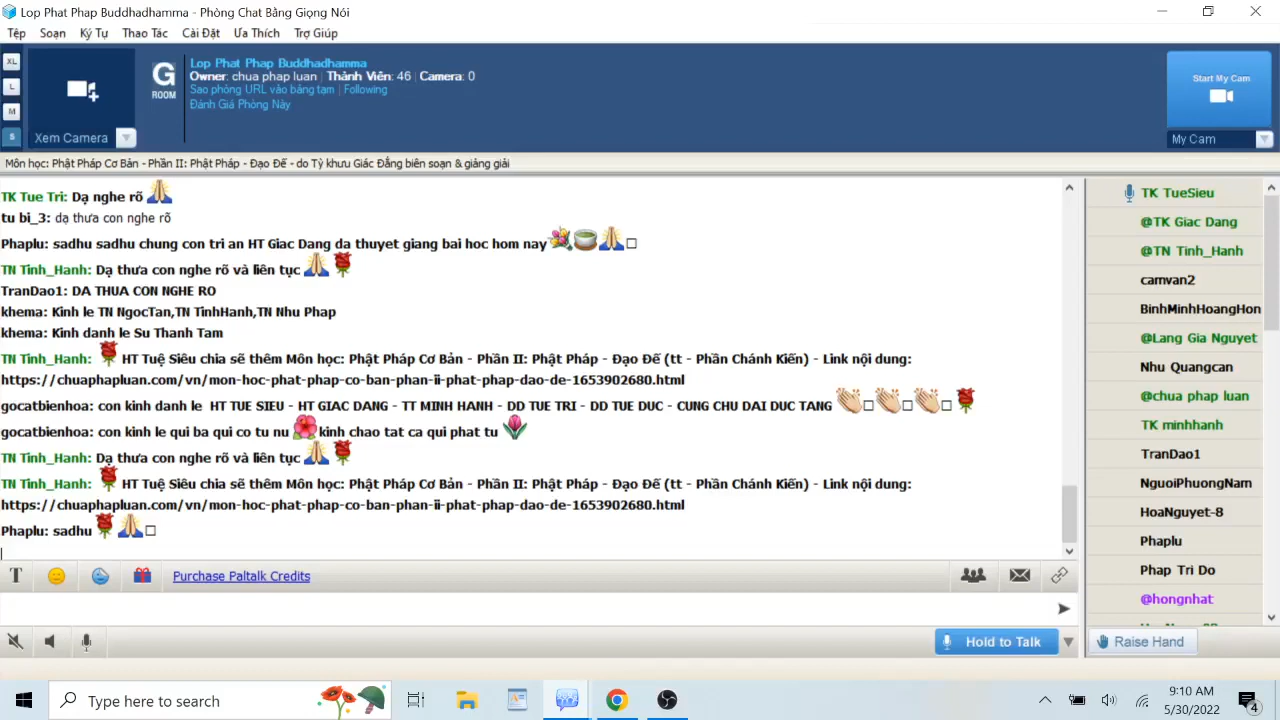 Lop Phat Phap Buddhadhamma - Phòng Chat Bằng Giọng Nói
Tệp Soạn Ký Tự Thao Tác Cài Đặt Ưa Thích Trợ Giúp
XL
L
M
S
Xem Camera
G
ROOM
Lop Phat Phap Buddhadhamma
Owner: chua phap luan | Thành Viên: 46 | Camera: 0
Sao phòng URL vào bảng tạm | Following
Đánh Giá Phòng Này
Start My Cam
My Cam
Môn học: Phật Pháp Cơ Bản - Phần II: Phật Pháp - Đạo Đế - do Tỳ khưu Giác Đẳng biên soạn & giảng giải
TK Tue Tri: Dạ nghe rõ
tu bi_3: dạ thưa con nghe rõ
Phaplu: sadhu sadhu chung con tri an HT Giac Dang da thuyet giang bai hoc hom nay
TN Tinh_Hanh: Dạ thưa con nghe rõ và liên tục
TranDao1: DA THUA CON NGHE RO
khema: Kinh le TN NgocTan,TN TinhHanh,TN Nhu Phap
khema: Kinh danh le Su Thanh Tam
TN Tinh_Hanh: HT Tuệ Siêu chia sẽ thêm Môn học: Phật Pháp Cơ Bản - Phần II: Phật Pháp - Đạo Đế (tt - Phần Chánh Kiến) - Link nội dung:
https://chuaphapluan.com/vn/mon-hoc-phat-phap-co-ban-phan-ii-phat-phap-dao-de-1653902680.html
gocatbienhoa: con kinh danh le HT TUE SIEU - HT GIAC DANG - TT MINH HANH - DD TUE TRI - DD TUE DUC - CUNG CHU DAI DUC TANG
gocatbienhoa: con kinh le qui ba qui co tu nu kinh chao tat ca qui phat tu
TN Tinh_Hanh: Dạ thưa con nghe rõ và liên tục
TN Tinh_Hanh: HT Tuệ Siêu chia sẽ thêm Môn học: Phật Pháp Cơ Bản - Phần II: Phật Pháp - Đạo Đế (tt - Phần Chánh Kiến) - Link nội dung:
https://chuaphapluan.com/vn/mon-hoc-phat-phap-co-ban-phan-ii-phat-phap-dao-de-1653902680.html
Phaplu: sadhu
TK TueSieu
@TK Giac Dang
@TN Tinh_Hanh
camvan2
BinhMinhHoangHon
@Lang Gia Nguyet
Nhu Quangcan
@chua phap luan
TK minhhanh
TranDao1
NguoiPhuongNam
HoaNguyet-8
Phaplu
Phap Tri Do
@hongnhat
T Purchase Paltalk Credits
Hold to Talk
Raise Hand
Type here to search
9:10 AM
5/30/2022
4